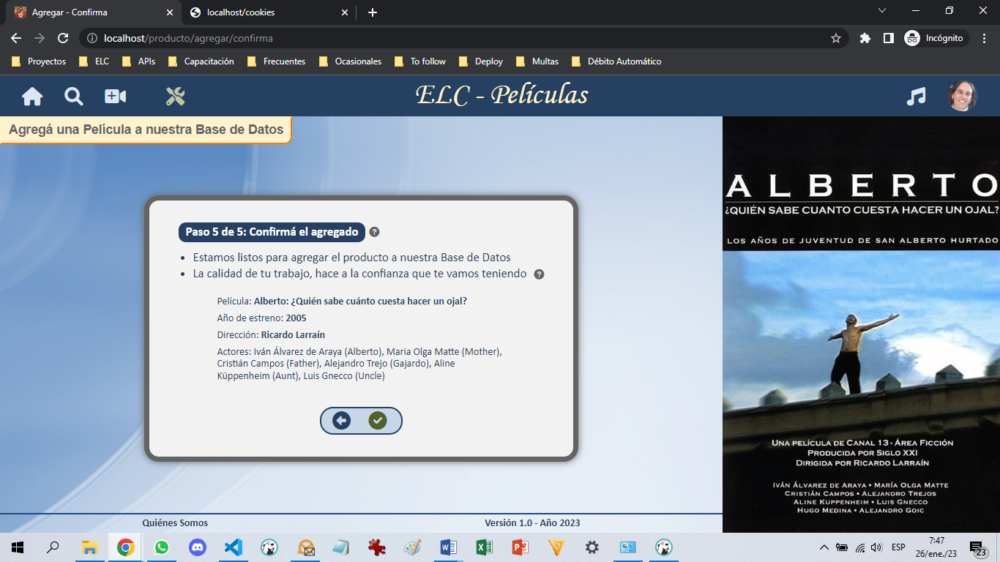 Agregar - Confirma
localhost/cookies
localhost/producto/agregar/confirma
Incógnito
Proyectos ELC APIs Capacitación Frecuentes Ocasionales To follow Deploy Multas Débito Automático
ELC - Películas
Agregá una Película a nuestra Base de Datos
Paso 5 de 5: Confirmá el agregado
• Estamos listos para agregar el producto a nuestra Base de Datos
• La calidad de tu trabajo, hace a la confianza que te vamos teniendo
Película: Alberto: ¿Quién sabe cuánto cuesta hacer un ojal?
Año de estreno: 2005
Dirección: Ricardo Larraín
Actores: Iván Álvarez de Araya (Alberto), Maria Olga Matte (Mother),
Cristián Campos (Father), Alejandro Trejo (Gajardo), Aline
Küppenheim (Aunt), Luis Gnecco (Uncle)
Quiénes Somos
Versión 1.0 - Año 2023
ALBERTO
¿QUIÉN SABE CUANTO CUESTA HACER UN OJAL?
LOS AÑOS DE JUVENTUD DE SAN ALBERTO HURTADO
UNA PELÍCULA DE CANAL 13 - ÁREA FICCIÓN
PRODUCIDA POR SIGLO XXI
DIRIGIDA POR RICARDO LARRAÍN
IVÁN ÁLVAREZ DE ARAYA • MARÍA OLGA MATTE
CRISTIÁN CAMPOS • ALEJANDRO TREJOS
ALINE KUPPENHEIM • LUIS GNECCO
HUGO MEDINA • ALEJANDRO GOIC
ESP
7:47
26/ene./23
23